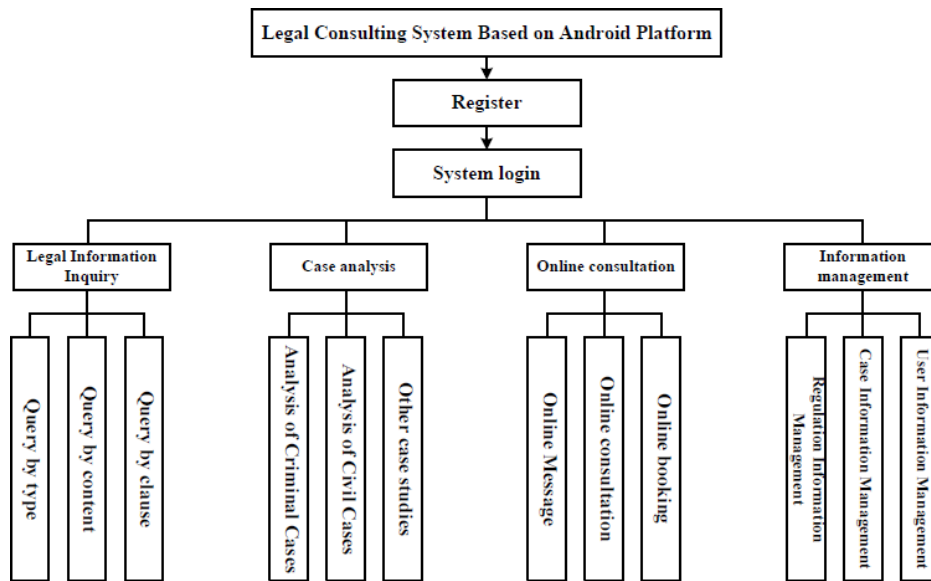 Legal Consulting System Based on Android Platform
Register
System login
Legal Information
Inquiry
Case analysis
Online consultation
Information
management
Query by type
Query by content
Query by clause
Analysis of Criminal Cases
Analysis of Civil Cases
Other case studies
Online Message
Online consultation
Online booking
Regulation Information
Management
Case Information Management
User Information Management